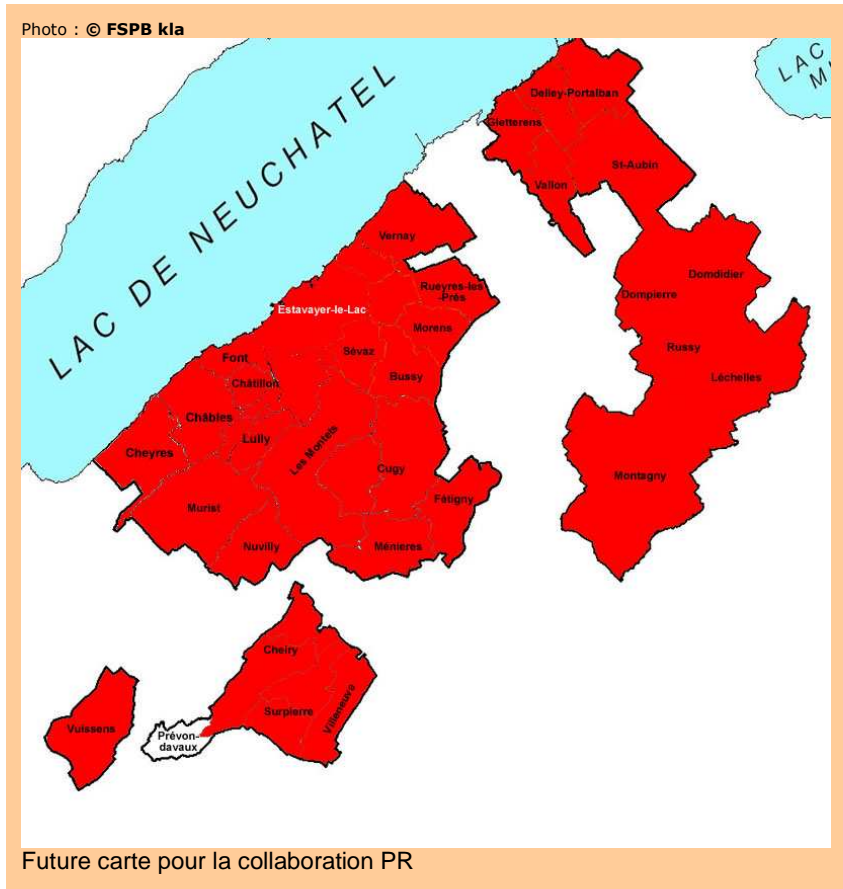 Photo : © FSPB kla
LAC DE NEUCHATEL
LAC
M
Delley-Portalban
Gletterens
St-Aubin
Vallon
Vernay
Domdidier
Rueyres-les
-Prés
Dompierre
Estavayer-le-Lac
Morens
Russy
Sévaz
Font
Bussy
Léchelles
Châtillon
Châbles
Lully
Les Montets
Cheyres
Cugy
Montagny
Fétigny
Murist
Nuvilly
Ménieres
Cheiry
Villeneuve
Surpierre
Vuissens
Prévon-
davaux
Future carte pour la collaboration PR